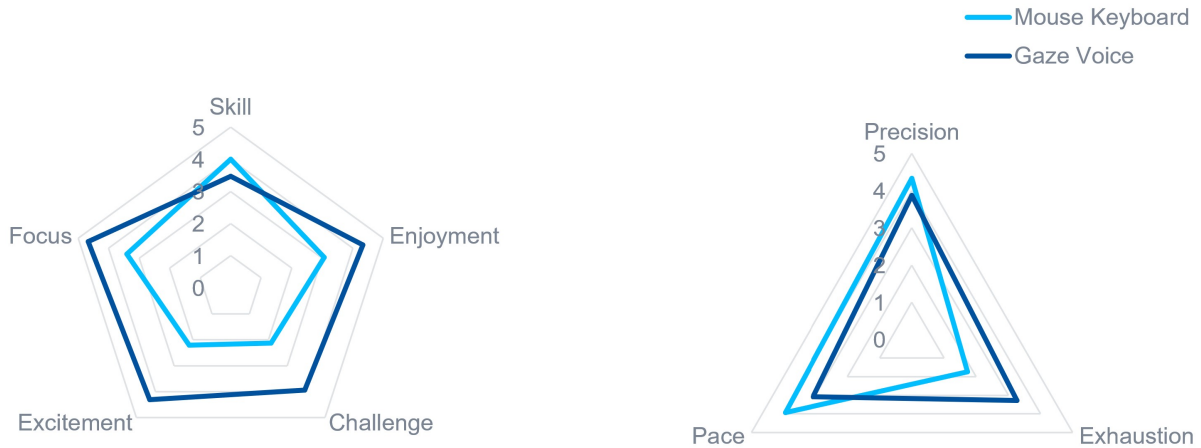 Mouse Keyboard
Gaze Voice
Skill
5
4
3
2
1
0
Focus
Enjoyment
Excitement
Challenge
Precision
5
4
3
2
1
0
Pace
Exhaustion